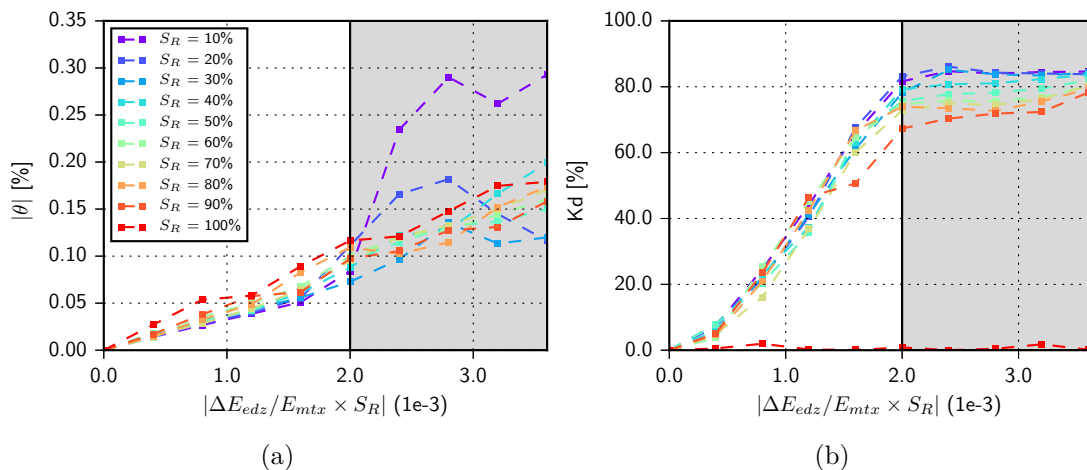 0.35
0.30
0.25
0.20
0.15
0.10
0.05
0.00
|θ| [%]
S_R = 10%
S_R = 20%
S_R = 30%
S_R = 40%
S_R = 50%
S_R = 60%
S_R = 70%
S_R = 80%
S_R = 90%
S_R = 100%
0.0 1.0 2.0 3.0
|ΔE_edz/E_mtx × S_R| (1e-3)
(a)
100.0
80.0
60.0
40.0
20.0
0.0
Kd [%]
0.0 1.0 2.0 3.0
|ΔE_edz/E_mtx × S_R| (1e-3)
(b)